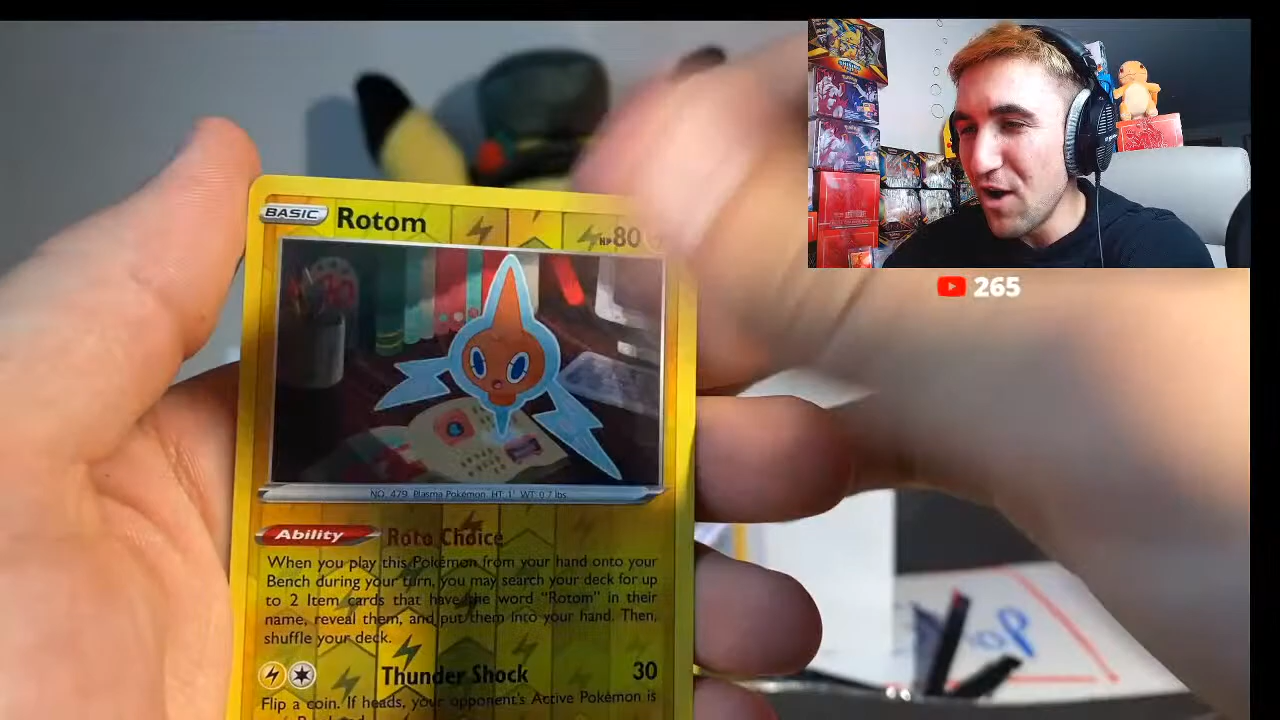 BASIC Rotom HP 80
NO. 479 Plasma Pokémon HT: 1' WT: 0.7 lbs
Ability Roto Choice
When you play this Pokémon from your hand onto your
Bench during your turn, you may search your deck for up
to 2 Item cards that have the word "Rotom" in their
name, reveal them, and put them into your hand. Then,
shuffle your deck.
Thunder Shock 30
Flip a coin. If heads, your opponent's Active Pokémon is
265